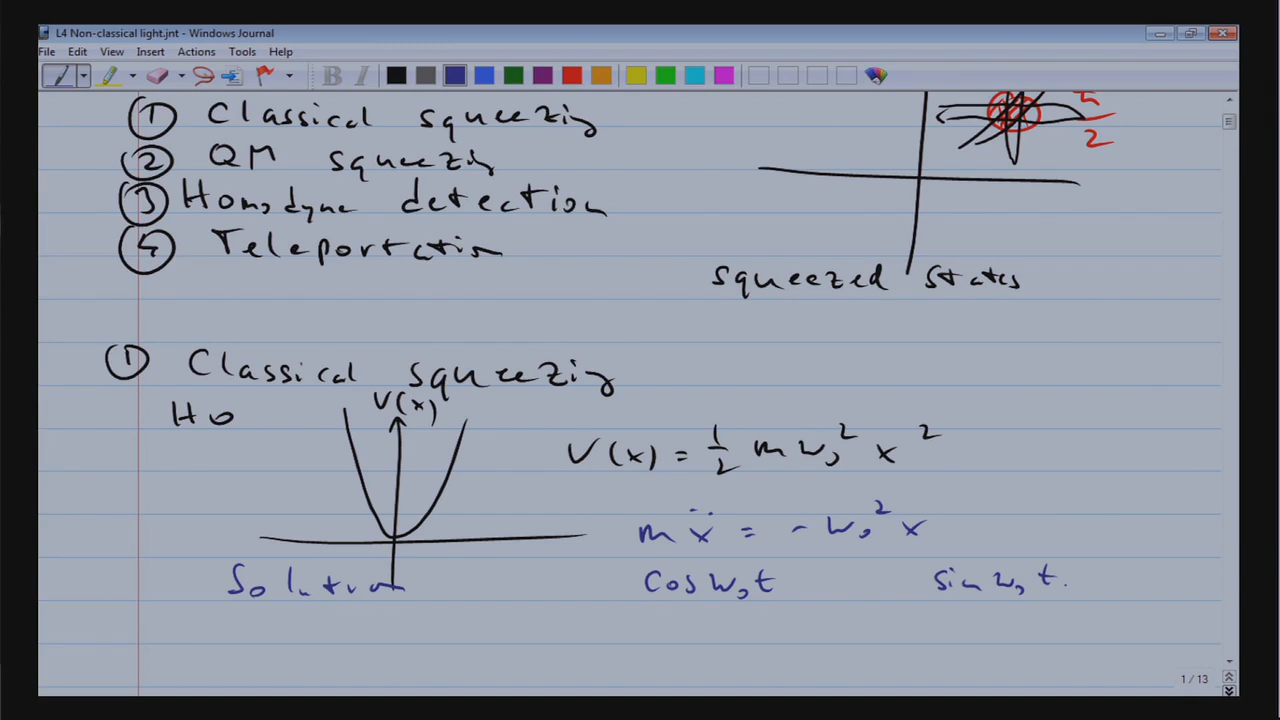 L4 Non-classical light.jnt - Windows Journal
File Edit View Insert Actions Tools Help
① Classical squeezing
② QM squeezing
③ Homodyne detection
④ Teleportation
ħ/2
squeezed states
① Classical squeezing
HO
V(x)
V(x) = 1/2 m ω₀² x²
m ẍ = - ω₀² x
Solution cos ω₀t sin ω₀t.
1 / 13